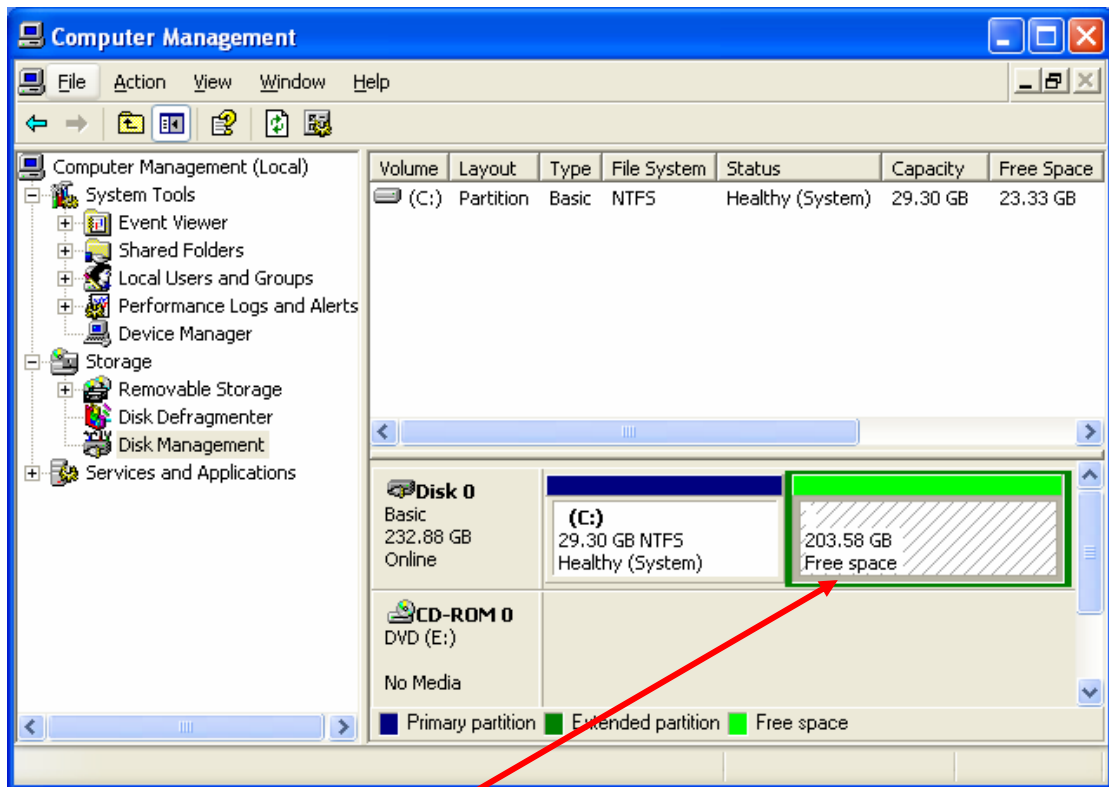 Computer Management
File Action View Window Help
Computer Management (Local)
System Tools
Event Viewer
Shared Folders
Local Users and Groups
Performance Logs and Alerts
Device Manager
Storage
Removable Storage
Disk Defragmenter
Disk Management
Services and Applications
Volume Layout Type File System Status Capacity Free Space
(C:) Partition Basic NTFS Healthy (System) 29.30 GB 23.33 GB
Disk 0
Basic
232.88 GB
Online
(C:)
29.30 GB NTFS
Healthy (System)
203.58 GB
Free space
CD-ROM 0
DVD (E:)
No Media
Primary partition Extended partition Free space